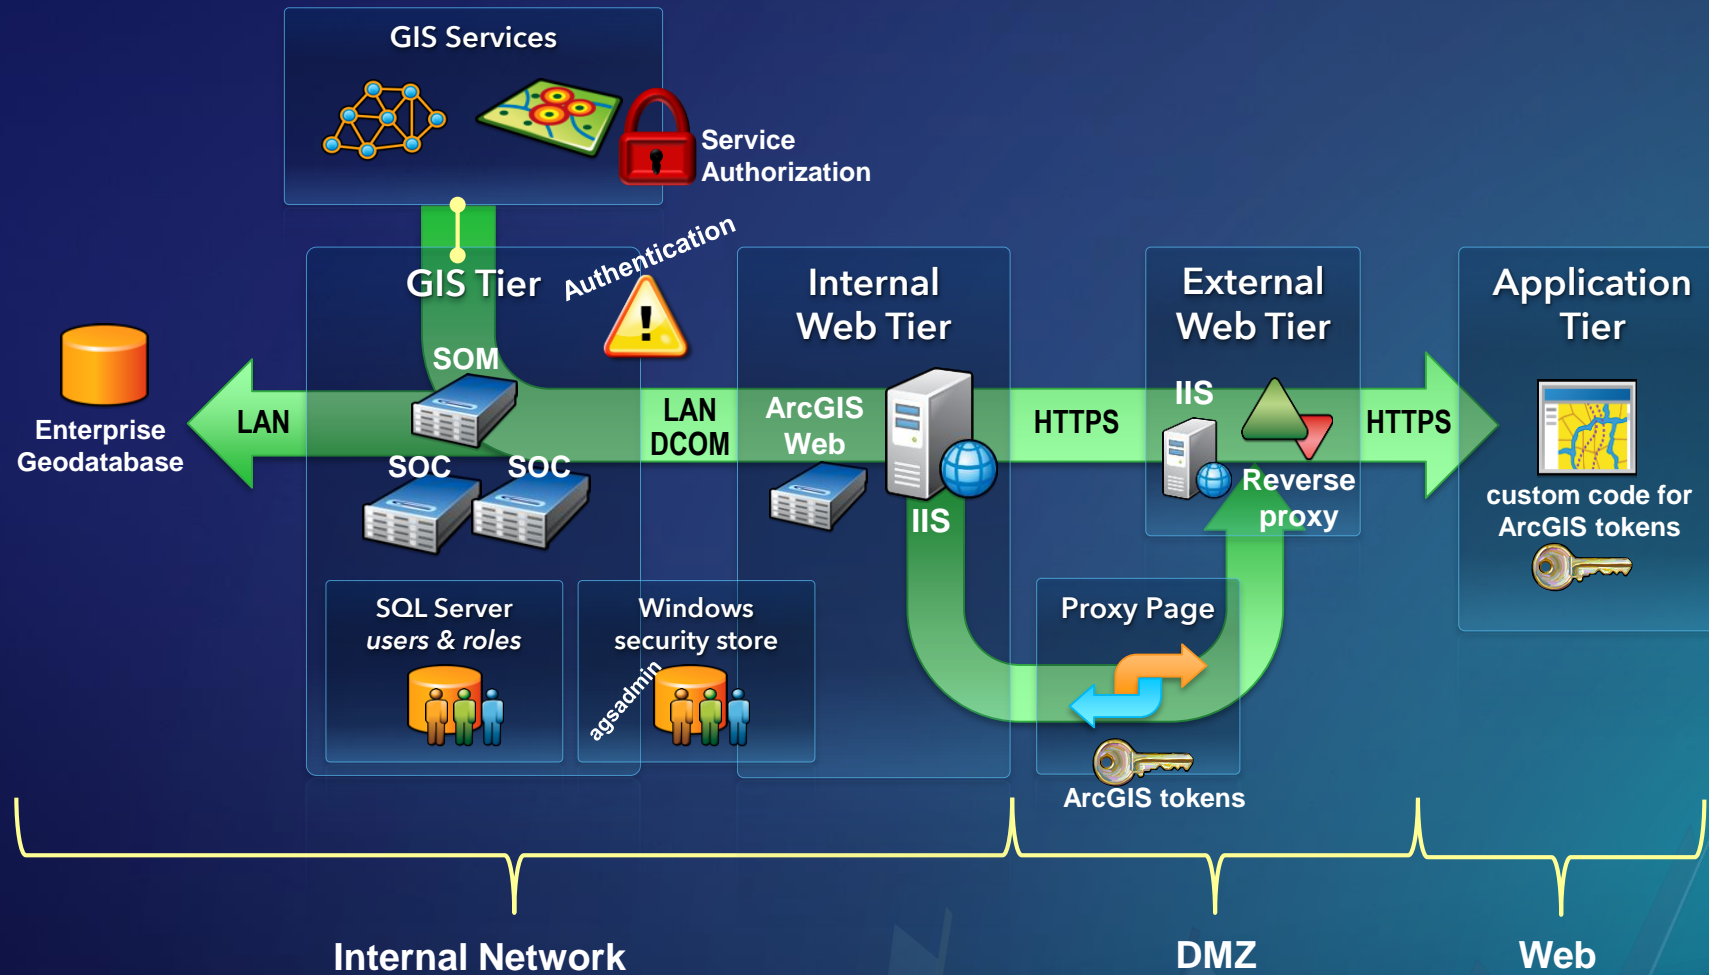 GIS Services
Service
Authorization
Authentication
GIS Tier
Internal
Web Tier
External
Web Tier
Application
Tier
SOM
Enterprise
Geodatabase
LAN
SOC
SOC
LAN
DCOM
ArcGIS
Web
IIS
HTTPS
IIS
Reverse
proxy
HTTPS
custom code for
ArcGIS tokens
SQL Server
users & roles
Windows
security store
agsadmin
Proxy Page
ArcGIS tokens
Internal Network
DMZ
Web